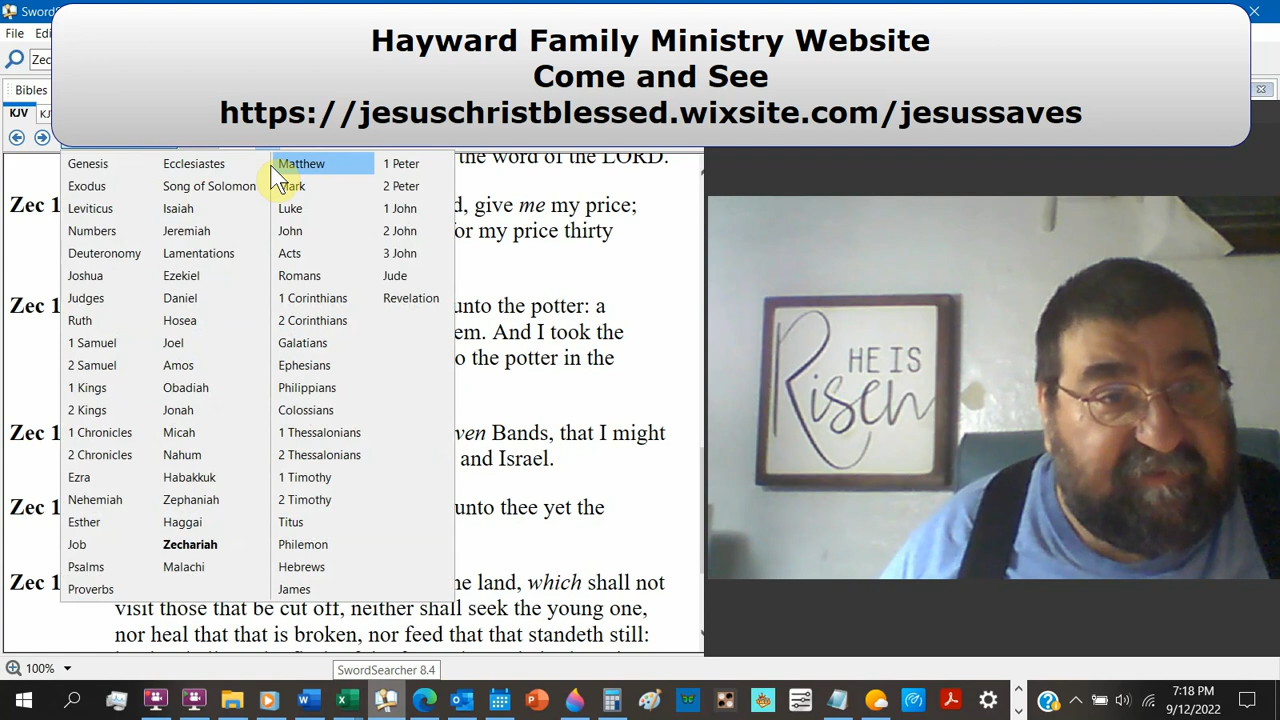 SwordS
Hayward Family Ministry Website
Come and See
https://jesuschristblessed.wixsite.com/jesussaves
File Edi
Zec
Bibles
KJV KJ
the word of the LORD.
Genesis Ecclesiastes Matthew 1 Peter
Exodus Song of Solomon Mark 2 Peter
Leviticus Isaiah Luke 1 John
Numbers Jeremiah John 2 John
Deuteronomy Lamentations Acts 3 John
Joshua Ezekiel Romans Jude
Judges Daniel 1 Corinthians Revelation
Ruth Hosea 2 Corinthians
1 Samuel Joel Galatians
2 Samuel Amos Ephesians
1 Kings Obadiah Philippians
2 Kings Jonah Colossians
1 Chronicles Micah 1 Thessalonians
2 Chronicles Nahum 2 Thessalonians
Ezra Habakkuk 1 Timothy
Nehemiah Zephaniah 2 Timothy
Esther Haggai Titus
Job Zechariah Philemon
Psalms Malachi Hebrews
Proverbs James
Zec 1 d, give me my price;
or my price thirty
Zec 1 unto the potter: a
em. And I took the
o the potter in the
Zec 1 ven Bands, that I might
and Israel.
Zec 1 unto thee yet the
Zec 1 he land, which shall not
visit those that be cut off, neither shall seek the young one,
nor heal that that is broken, nor feed that that standeth still:
HE IS
Risen
100%
SwordSearcher 8.4
7:18 PM
9/12/2022